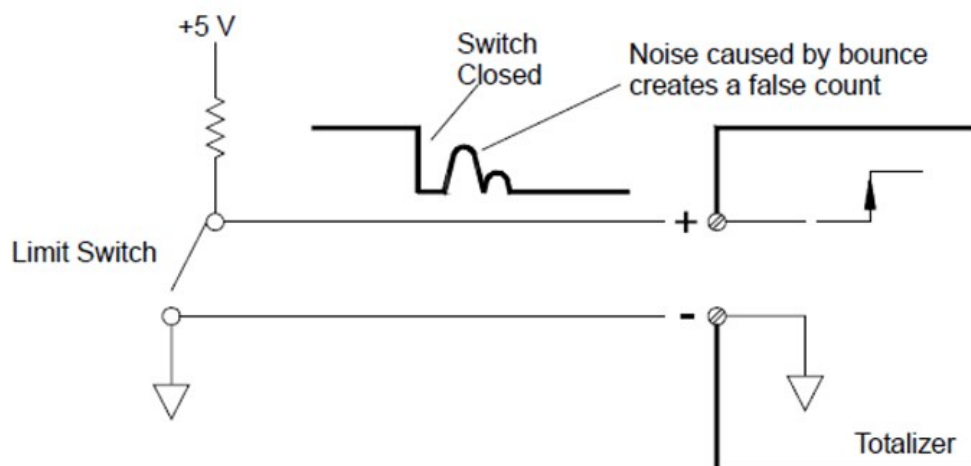 +5 V
Switch
Closed
Noise caused by bounce
creates a false count
+
Limit Switch
-
Totalizer